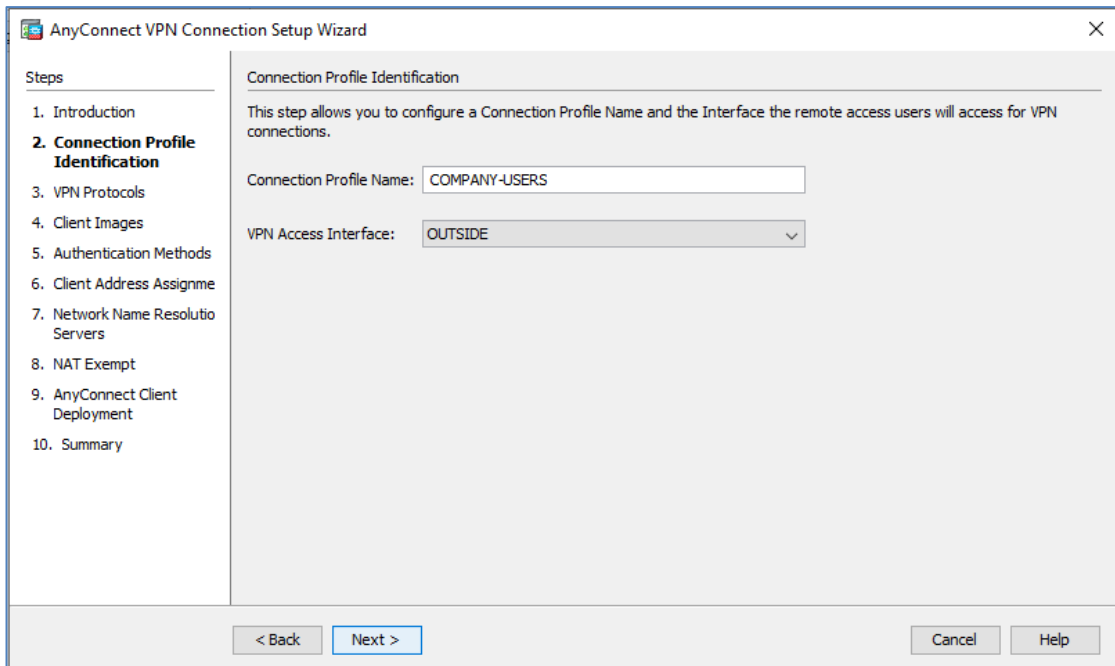 AnyConnect VPN Connection Setup Wizard
Steps
1. Introduction
2. Connection Profile
Identification
3. VPN Protocols
4. Client Images
5. Authentication Methods
6. Client Address Assignme
7. Network Name Resolutio
Servers
8. NAT Exempt
9. AnyConnect Client
Deployment
10. Summary
Connection Profile Identification
This step allows you to configure a Connection Profile Name and the Interface the remote access users will access for VPN
connections.
Connection Profile Name: COMPANY-USERS
VPN Access Interface: OUTSIDE
< Back Next > Cancel Help